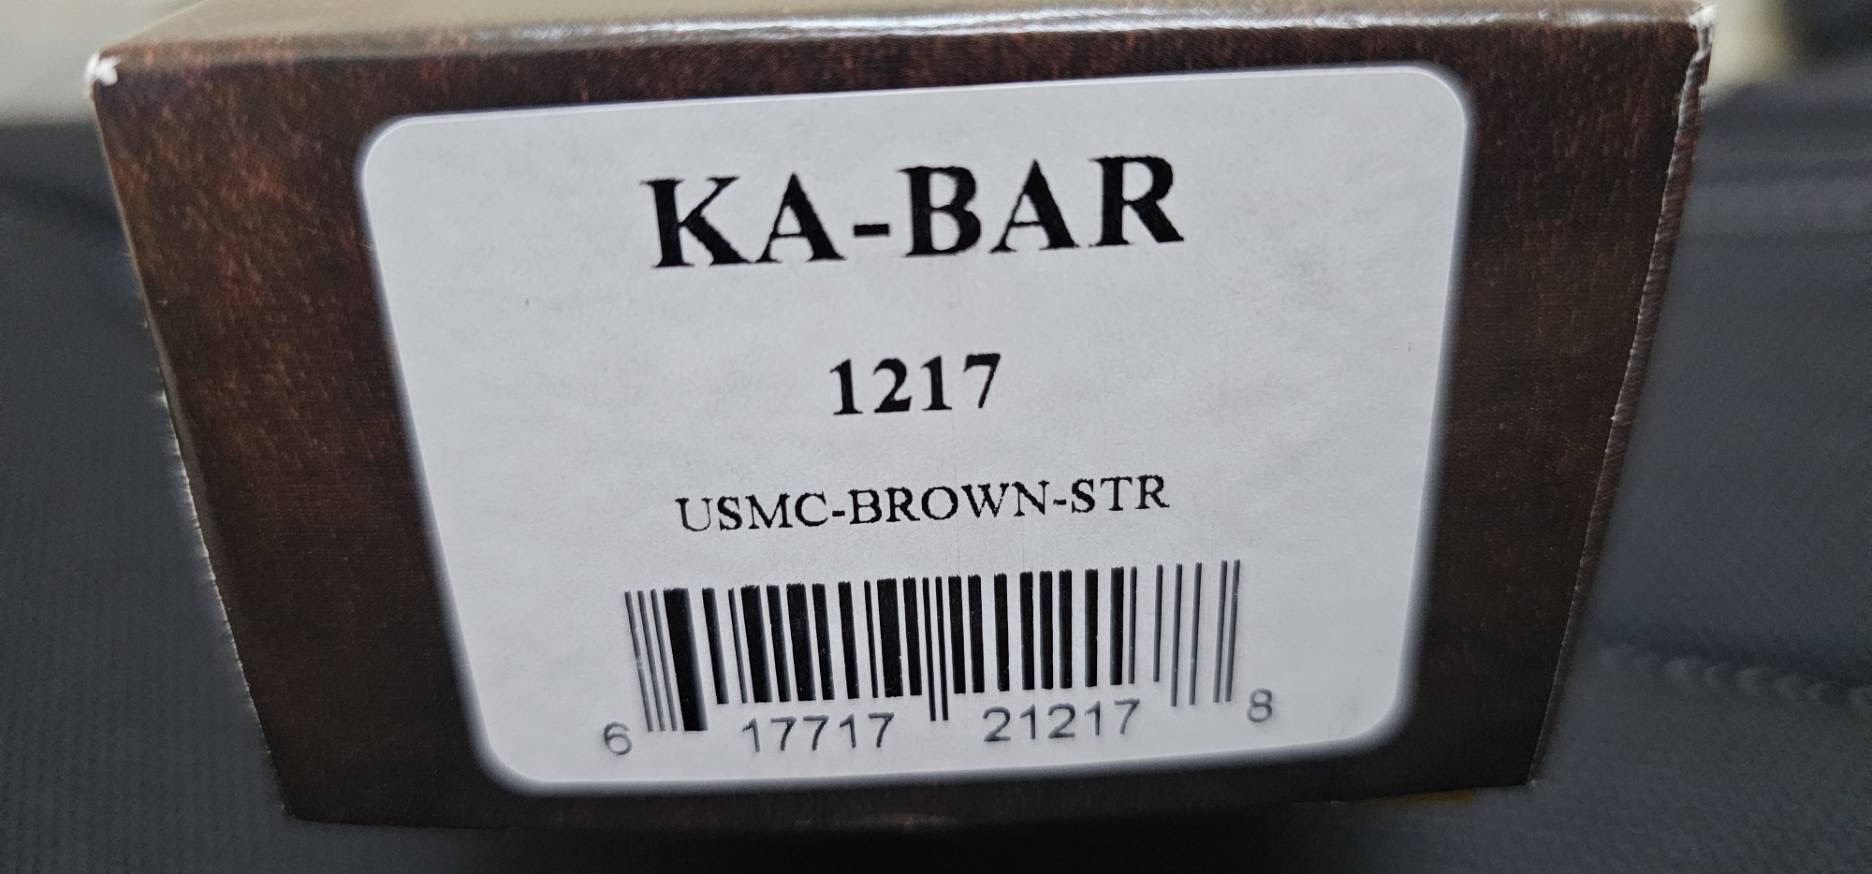 KA-BAR
1217
USMC-BROWN-STR
6 17717 21217 8